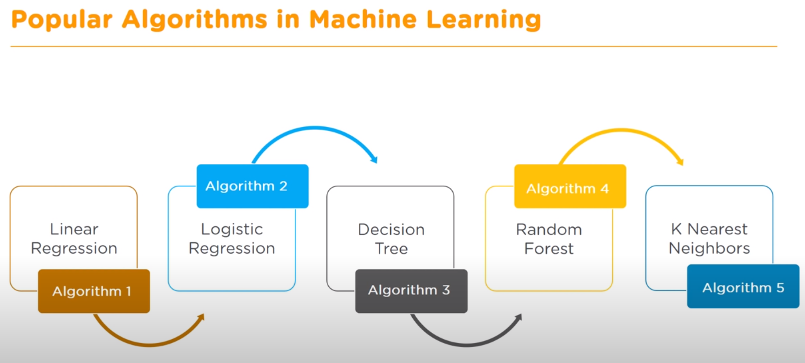 Popular Algorithms in Machine Learning
Linear
Regression
Algorithm 1
Algorithm 2
Logistic
Regression
Decision
Tree
Algorithm 3
Algorithm 4
Random
Forest
K Nearest
Neighbors
Algorithm 5